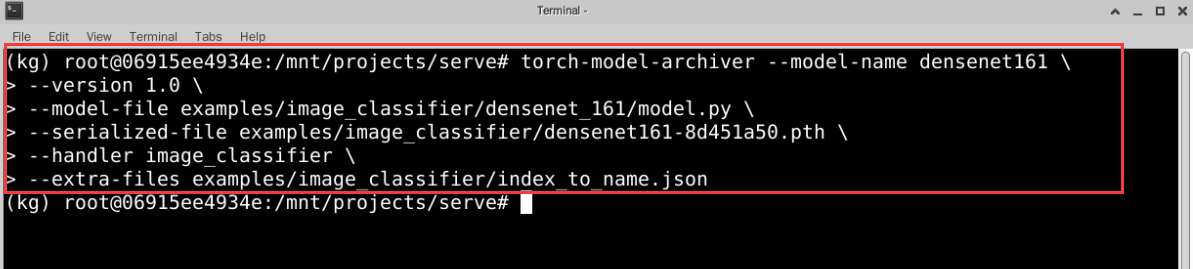 Terminal -
File Edit View Terminal Tabs Help
(kg) root@06915ee4934e:/mnt/projects/serve# torch-model-archiver --model-name densenet161 \
> --version 1.0 \
> --model-file examples/image_classifier/densenet_161/model.py \
> --serialized-file examples/image_classifier/densenet161-8d451a50.pth \
> --handler image_classifier \
> --extra-files examples/image_classifier/index_to_name.json
(kg) root@06915ee4934e:/mnt/projects/serve#